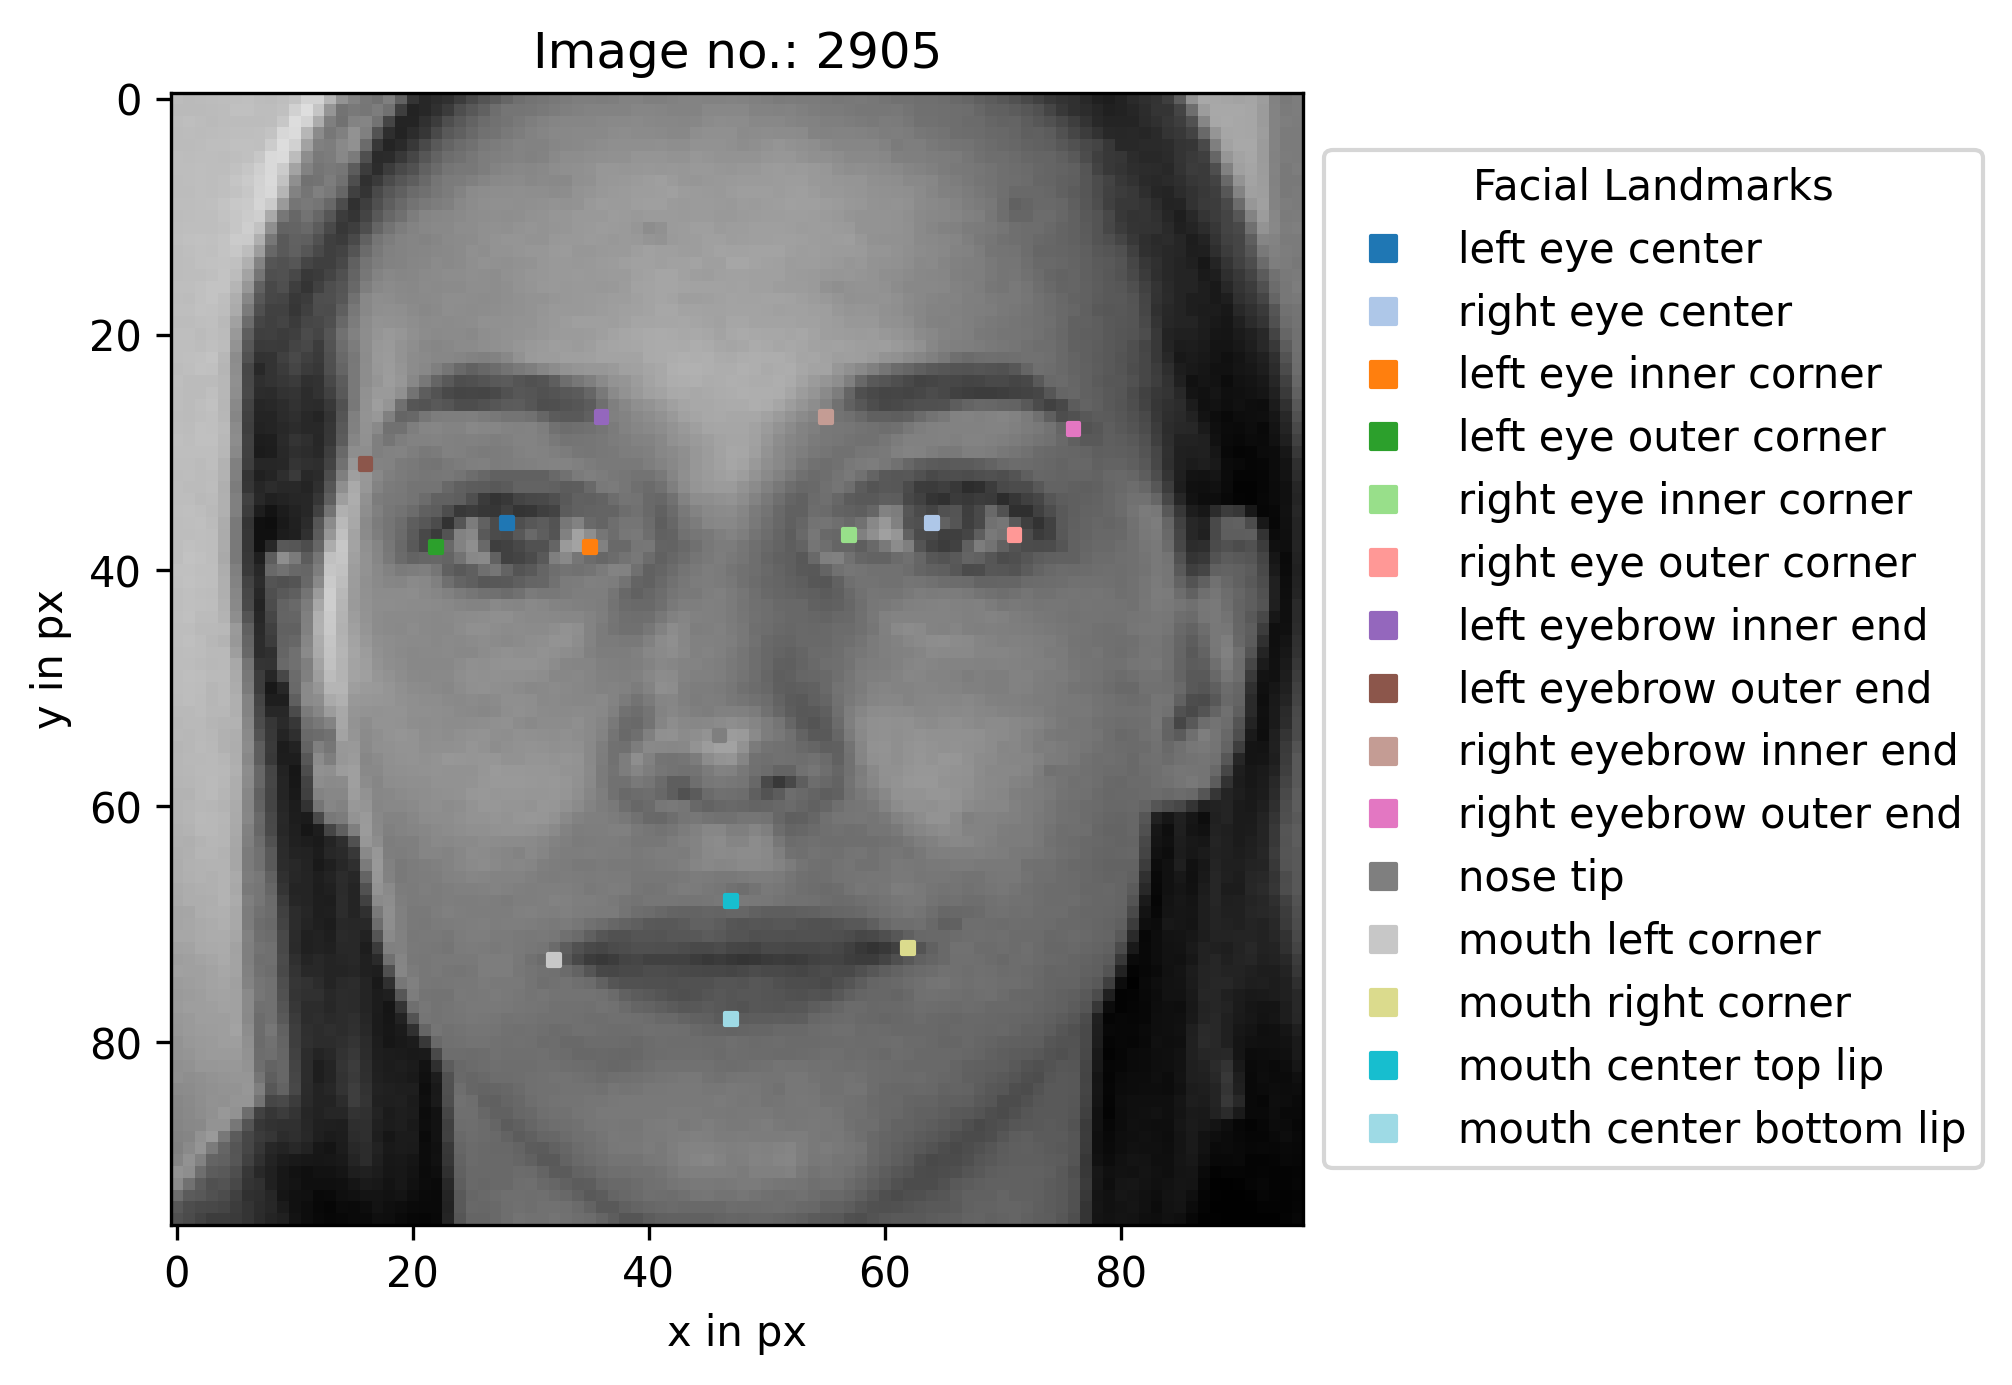 Image no.: 2905
0
20
40
60
80
y in px
0 20 40 60 80
x in px
Facial Landmarks
left eye center
right eye center
left eye inner corner
left eye outer corner
right eye inner corner
right eye outer corner
left eyebrow inner end
left eyebrow outer end
right eyebrow inner end
right eyebrow outer end
nose tip
mouth left corner
mouth right corner
mouth center top lip
mouth center bottom lip